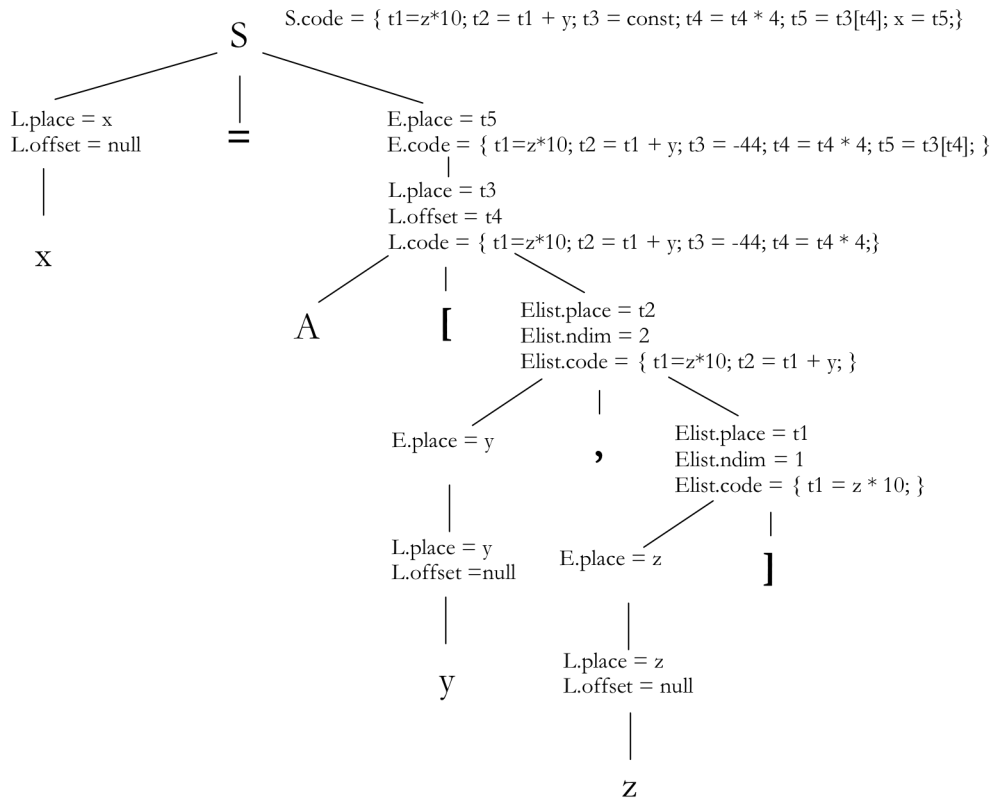 S.code = { t1=z*10; t2 = t1 + y; t3 = const; t4 = t4 * 4; t5 = t3[t4]; x = t5;}
S
L.place = x
L.offset = null
=
E.place = t5
E.code = { t1=z*10; t2 = t1 + y; t3 = -44; t4 = t4 * 4; t5 = t3[t4]; }
L.place = t3
L.offset = t4
L.code = { t1=z*10; t2 = t1 + y; t3 = -44; t4 = t4 * 4;}
x
A
[
Elist.place = t2
Elist.ndim = 2
Elist.code = { t1=z*10; t2 = t1 + y; }
E.place = y
,
Elist.place = t1
Elist.ndim = 1
Elist.code = { t1 = z * 10; }
L.place = y
L.offset =null
E.place = z
]
y
L.place = z
L.offset = null
z